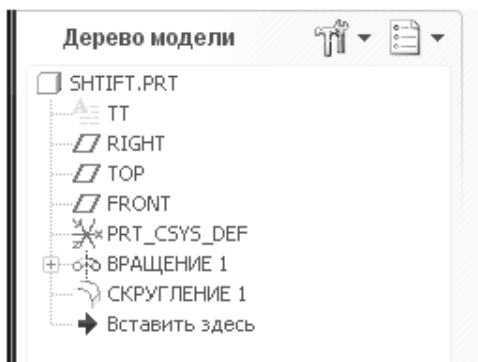 Дерево модели
SHTIFT.PRT
TT
RIGHT
TOP
FRONT
PRT_CSYS_DEF
ВРАЩЕНИЕ 1
СКРУГЛЕНИЕ 1
Вставить здесь